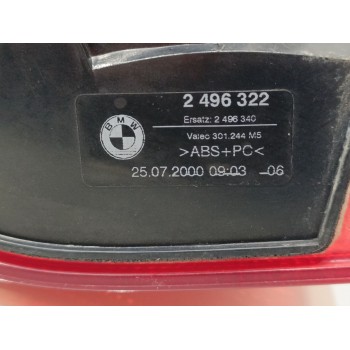 BMW
2 496 322
Ersatz: 2 496 340
Valeo 301.244 M5
>ABS+PC<
25.07.2000 09:03 -06